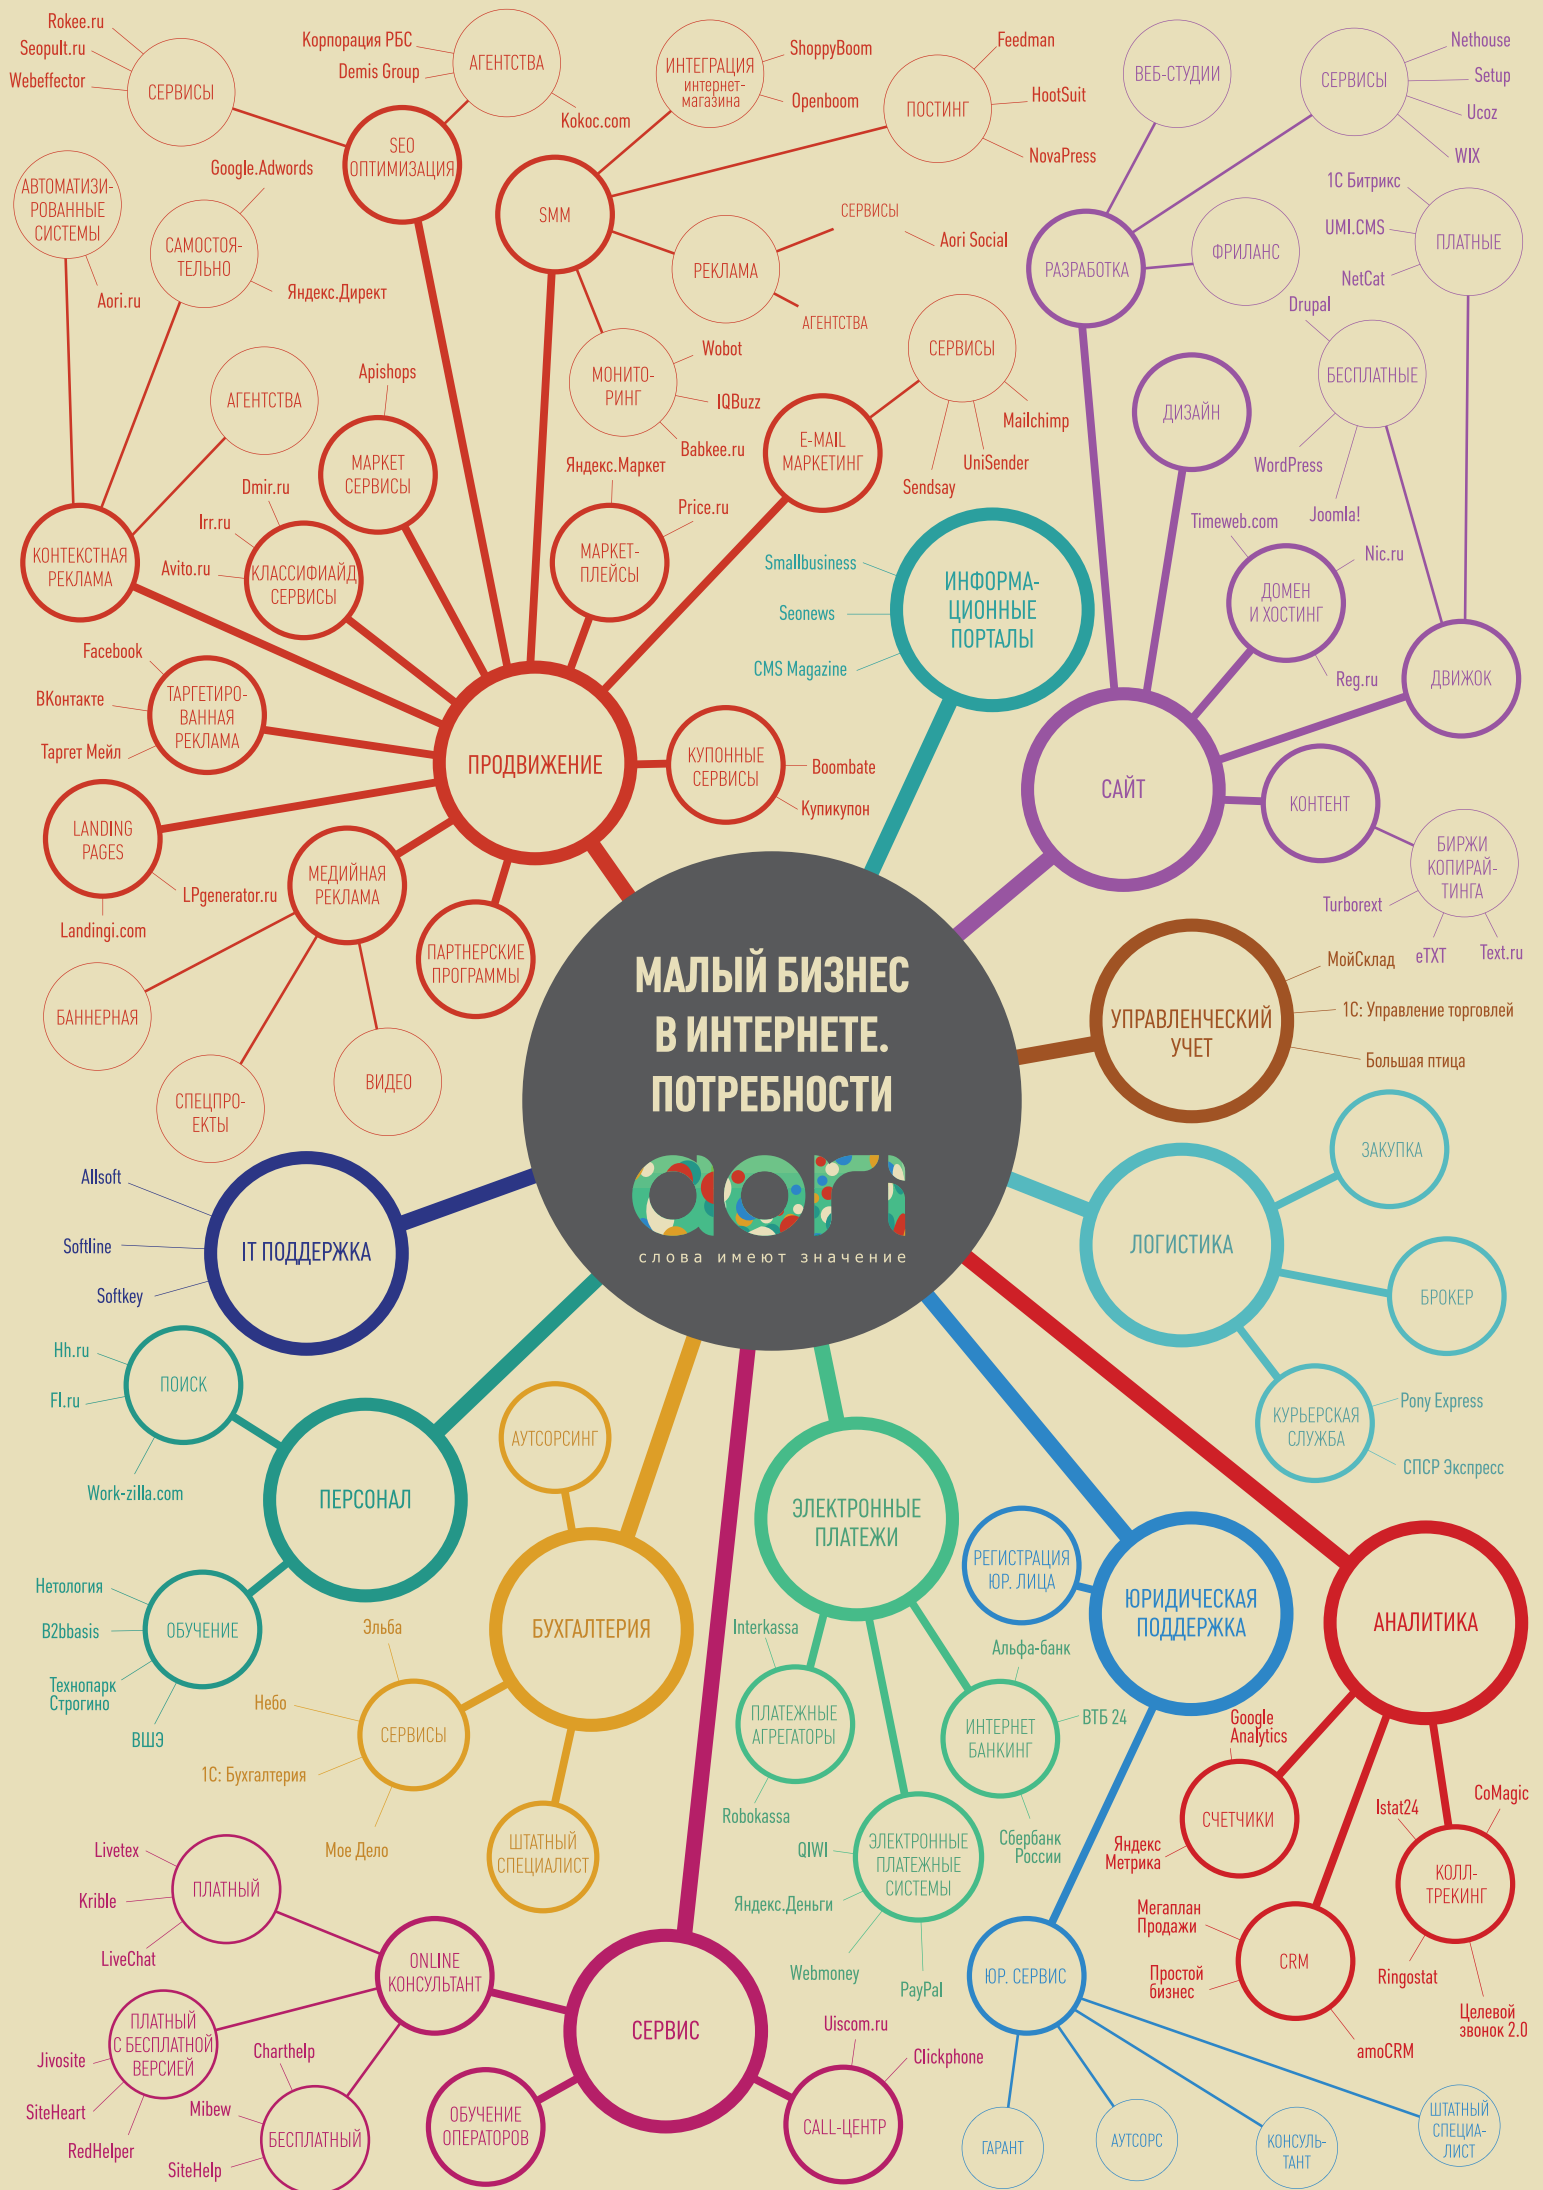 Rokee.ru
Seopult.ru
Webeffector
СЕРВИСЫ
Корпорация РБС
Demis Group
АГЕНТСТВА
Kokoc.com
SEO
ОПТИМИЗАЦИЯ
ИНТЕГРАЦИЯ
интернет-
магазина
ShoppyBoom
Openboom
ПОСТИНГ
Feedman
HootSuit
NovaPress
SMM
РЕКЛАМА
СЕРВИСЫ
Aori Social
АГЕНТСТВА
МОНИТО-
РИНГ
Wobot
IQBuzz
Babkee.ru
АВТОМАТИЗИ-
РОВАННЫЕ
СИСТЕМЫ
Aori.ru
Google.Adwords
САМОСТОЯ-
ТЕЛЬНО
Яндекс.Директ
АГЕНТСТВА
КОНТЕКСТНАЯ
РЕКЛАМА
Apishops
МАРКЕТ
СЕРВИСЫ
Dmir.ru
Irr.ru
Avito.ru
КЛАССИФИАЙД
СЕРВИСЫ
Яндекс.Маркет
Price.ru
МАРКЕТ-
ПЛЕЙСЫ
E-MAIL
МАРКЕТИНГ
СЕРВИСЫ
Mailchimp
UniSender
Sendsay
Facebook
ВКонтакте
Таргет Мейл
ТАРГЕТИРО-
ВАННАЯ
РЕКЛАМА
ПРОДВИЖЕНИЕ
КУПОННЫЕ
СЕРВИСЫ
Boombate
Купикупон
LANDING
PAGES
LPgenerator.ru
Landingi.com
МЕДИЙНАЯ
РЕКЛАМА
БАННЕРНАЯ
СПЕЦПРО-
ЕКТЫ
ВИДЕО
ПАРТНЕРСКИЕ
ПРОГРАММЫ
Smallbusiness
Seonews
CMS Magazine
ИНФОРМА-
ЦИОННЫЕ
ПОРТАЛЫ
ВЕБ-СТУДИИ
СЕРВИСЫ
Nethouse
Setup
Ucoz
WIX
РАЗРАБОТКА
ФРИЛАНС
1С Битрикс
UMI.CMS
NetCat
ПЛАТНЫЕ
Drupal
БЕСПЛАТНЫЕ
WordPress
Joomla!
ДИЗАЙН
Timeweb.com
Nic.ru
Reg.ru
ДОМЕН
И ХОСТИНГ
ДВИЖОК
САЙТ
КОНТЕНТ
БИРЖИ
КОПИРАЙ-
ТИНГА
Turborext
eTXT
Text.ru
МАЛЫЙ БИЗНЕС
В ИНТЕРНЕТЕ.
ПОТРЕБНОСТИ
aori
слова имеют значение
УПРАВЛЕНЧЕСКИЙ
УЧЕТ
МойСклад
1С: Управление торговлей
Большая птица
ЛОГИСТИКА
ЗАКУПКА
БРОКЕР
КУРЬЕРСКАЯ
СЛУЖБА
Pony Express
СПСР Экспресс
Allsoft
Softline
Softkey
IT ПОДДЕРЖКА
Hh.ru
Fl.ru
Work-zilla.com
ПОИСК
ПЕРСОНАЛ
Нетология
B2bbasis
Технопарк
Строгино
ВШЭ
ОБУЧЕНИЕ
АУТСОРСИНГ
БУХГАЛТЕРИЯ
Эльба
Небо
1С: Бухгалтерия
Мое Дело
СЕРВИСЫ
ШТАТНЫЙ
СПЕЦИАЛИСТ
ЭЛЕКТРОННЫЕ
ПЛАТЕЖИ
Interkassa
ПЛАТЕЖНЫЕ
АГРЕГАТОРЫ
Robokassa
Альфа-банк
ВТБ 24
ИНТЕРНЕТ
БАНКИНГ
Сбербанк
России
QIWI
Яндекс.Деньги
Webmoney
PayPal
ЭЛЕКТРОННЫЕ
ПЛАТЕЖНЫЕ
СИСТЕМЫ
РЕГИСТРАЦИЯ
ЮР. ЛИЦА
ЮРИДИЧЕСКАЯ
ПОДДЕРЖКА
ЮР. СЕРВИС
ГАРАНТ
АУТСОРС
КОНСУЛЬ-
ТАНТ
ШТАТНЫЙ
СПЕЦИА-
ЛИСТ
АНАЛИТИКА
Google
Analytics
Яндекс
Метрика
СЧЕТЧИКИ
Istat24
CoMagic
КОЛЛ-
ТРЕКИНГ
Ringostat
Целевой
звонок 2.0
Мегаплан
Продажи
Простой
бизнес
CRM
amoCRM
Livetex
Krible
LiveChat
ПЛАТНЫЙ
ONLINE
КОНСУЛЬТАНТ
ПЛАТНЫЙ
С БЕСПЛАТНОЙ
ВЕРСИЕЙ
Jivosite
SiteHeart
RedHelper
Charthelp
Mibew
SiteHelp
БЕСПЛАТНЫЙ
СЕРВИС
ОБУЧЕНИЕ
ОПЕРАТОРОВ
Uiscom.ru
Clickphone
CALL-ЦЕНТР